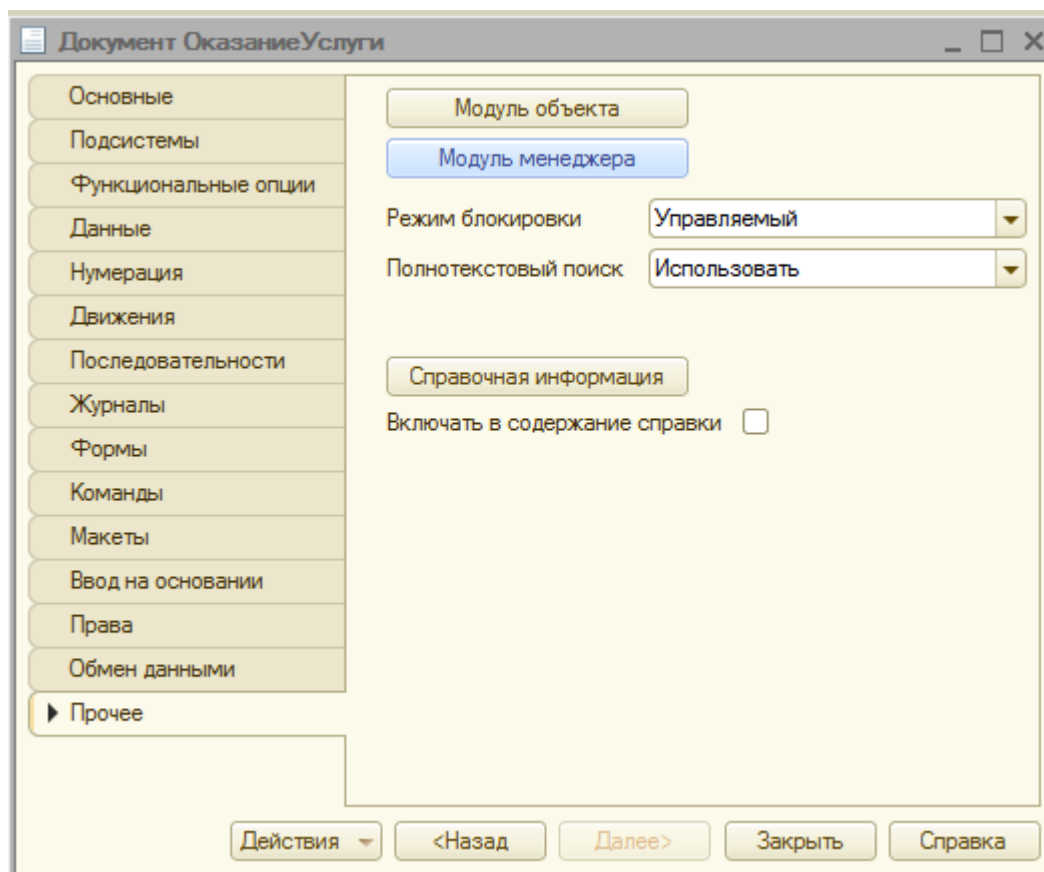 Документ ОказаниеУслуги
Основные
Подсистемы
Функциональные опции
Данные
Нумерация
Движения
Последовательности
Журналы
Формы
Команды
Макеты
Ввод на основании
Права
Обмен данными
Прочее
Модуль объекта
Модуль менеджера
Режим блокировки Управляемый
Полнотекстовый поиск Использовать
Справочная информация
Включать в содержание справки
Действия <Назад Далее> Закрыть Справка